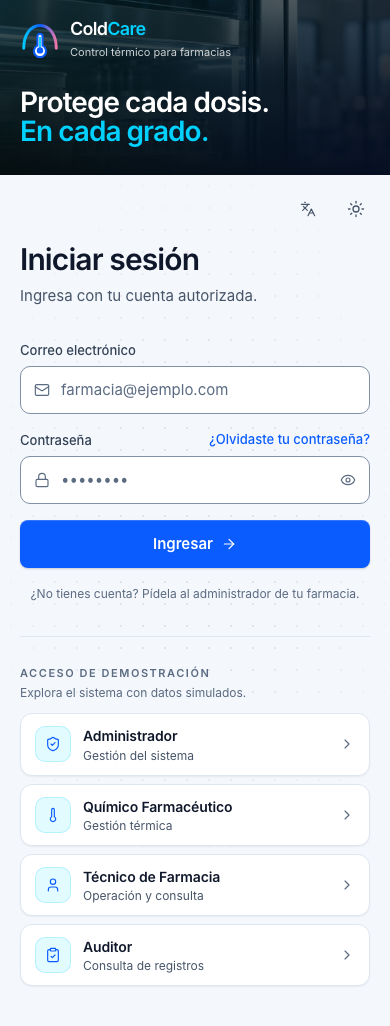 ColdCare
Control térmico para farmacias
Protege cada dosis.
En cada grado.
Iniciar sesión
Ingresa con tu cuenta autorizada.
Correo electrónico
farmacia@ejemplo.com
Contraseña
¿Olvidaste tu contraseña?
••••••••
Ingresar
¿No tienes cuenta? Pídela al administrador de tu farmacia.
ACCESO DE DEMOSTRACIÓN
Explora el sistema con datos simulados.
Administrador
Gestión del sistema
Químico Farmacéutico
Gestión térmica
Técnico de Farmacia
Operación y consulta
Auditor
Consulta de registros